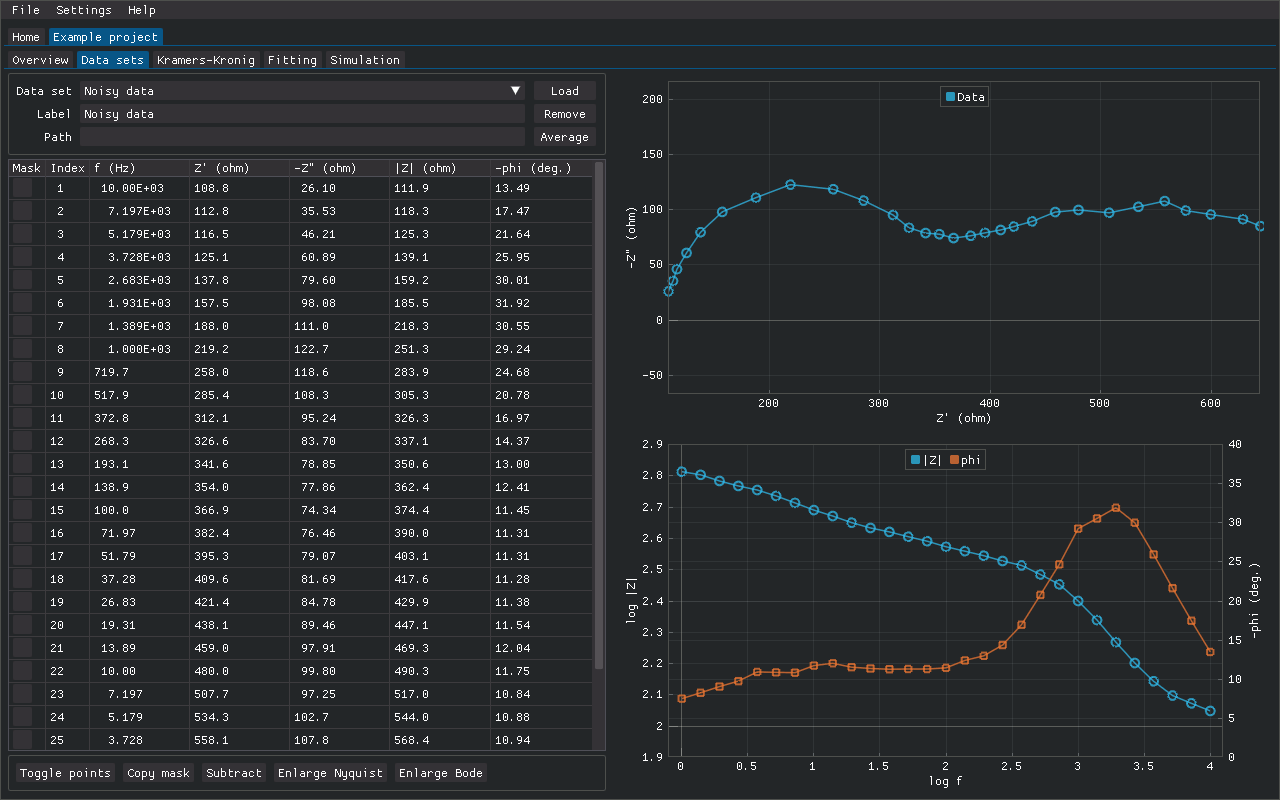 File Settings Help
Home Example project
Overview Data sets Kramers-Kronig Fitting Simulation
Data set Noisy data ▼ Load
Label Noisy data Remove
Path Average
Mask Index f (Hz) Z' (ohm) -Z" (ohm) |Z| (ohm) -phi (deg.)
1 10.00E+03 108.8 26.10 111.9 13.49
2 7.197E+03 112.8 35.53 118.3 17.47
3 5.179E+03 116.5 46.21 125.3 21.64
4 3.728E+03 125.1 60.89 139.1 25.95
5 2.683E+03 137.8 79.60 159.2 30.01
6 1.931E+03 157.5 98.08 185.5 31.92
7 1.389E+03 188.0 111.0 218.3 30.55
8 1.000E+03 219.2 122.7 251.3 29.24
9 719.7 258.0 118.6 283.9 24.68
10 517.9 285.4 108.3 305.3 20.78
11 372.8 312.1 95.24 326.3 16.97
12 268.3 326.6 83.70 337.1 14.37
13 193.1 341.6 78.85 350.6 13.00
14 138.9 354.0 77.86 362.4 12.41
15 100.0 366.9 74.34 374.4 11.45
16 71.97 382.4 76.46 390.0 11.31
17 51.79 395.3 79.07 403.1 11.31
18 37.28 409.6 81.69 417.6 11.28
19 26.83 421.4 84.78 429.9 11.38
20 19.31 438.1 89.46 447.1 11.54
21 13.89 459.0 97.91 469.3 12.04
22 10.00 480.0 99.80 490.3 11.75
23 7.197 507.7 97.25 517.0 10.84
24 5.179 534.3 102.7 544.0 10.88
25 3.728 558.1 107.8 568.4 10.94
Toggle points Copy mask Subtract Enlarge Nyquist Enlarge Bode
Data
-Z" (ohm)
200
150
100
50
0
-50
200 300 400 500 600
Z' (ohm)
|Z| phi
log |Z|
2.9
2.8
2.7
2.6
2.5
2.4
2.3
2.2
2.1
2
1.9
40
35
30
25
20
15
10
5
0
-phi (deg.)
0 0.5 1 1.5 2 2.5 3 3.5 4
log f